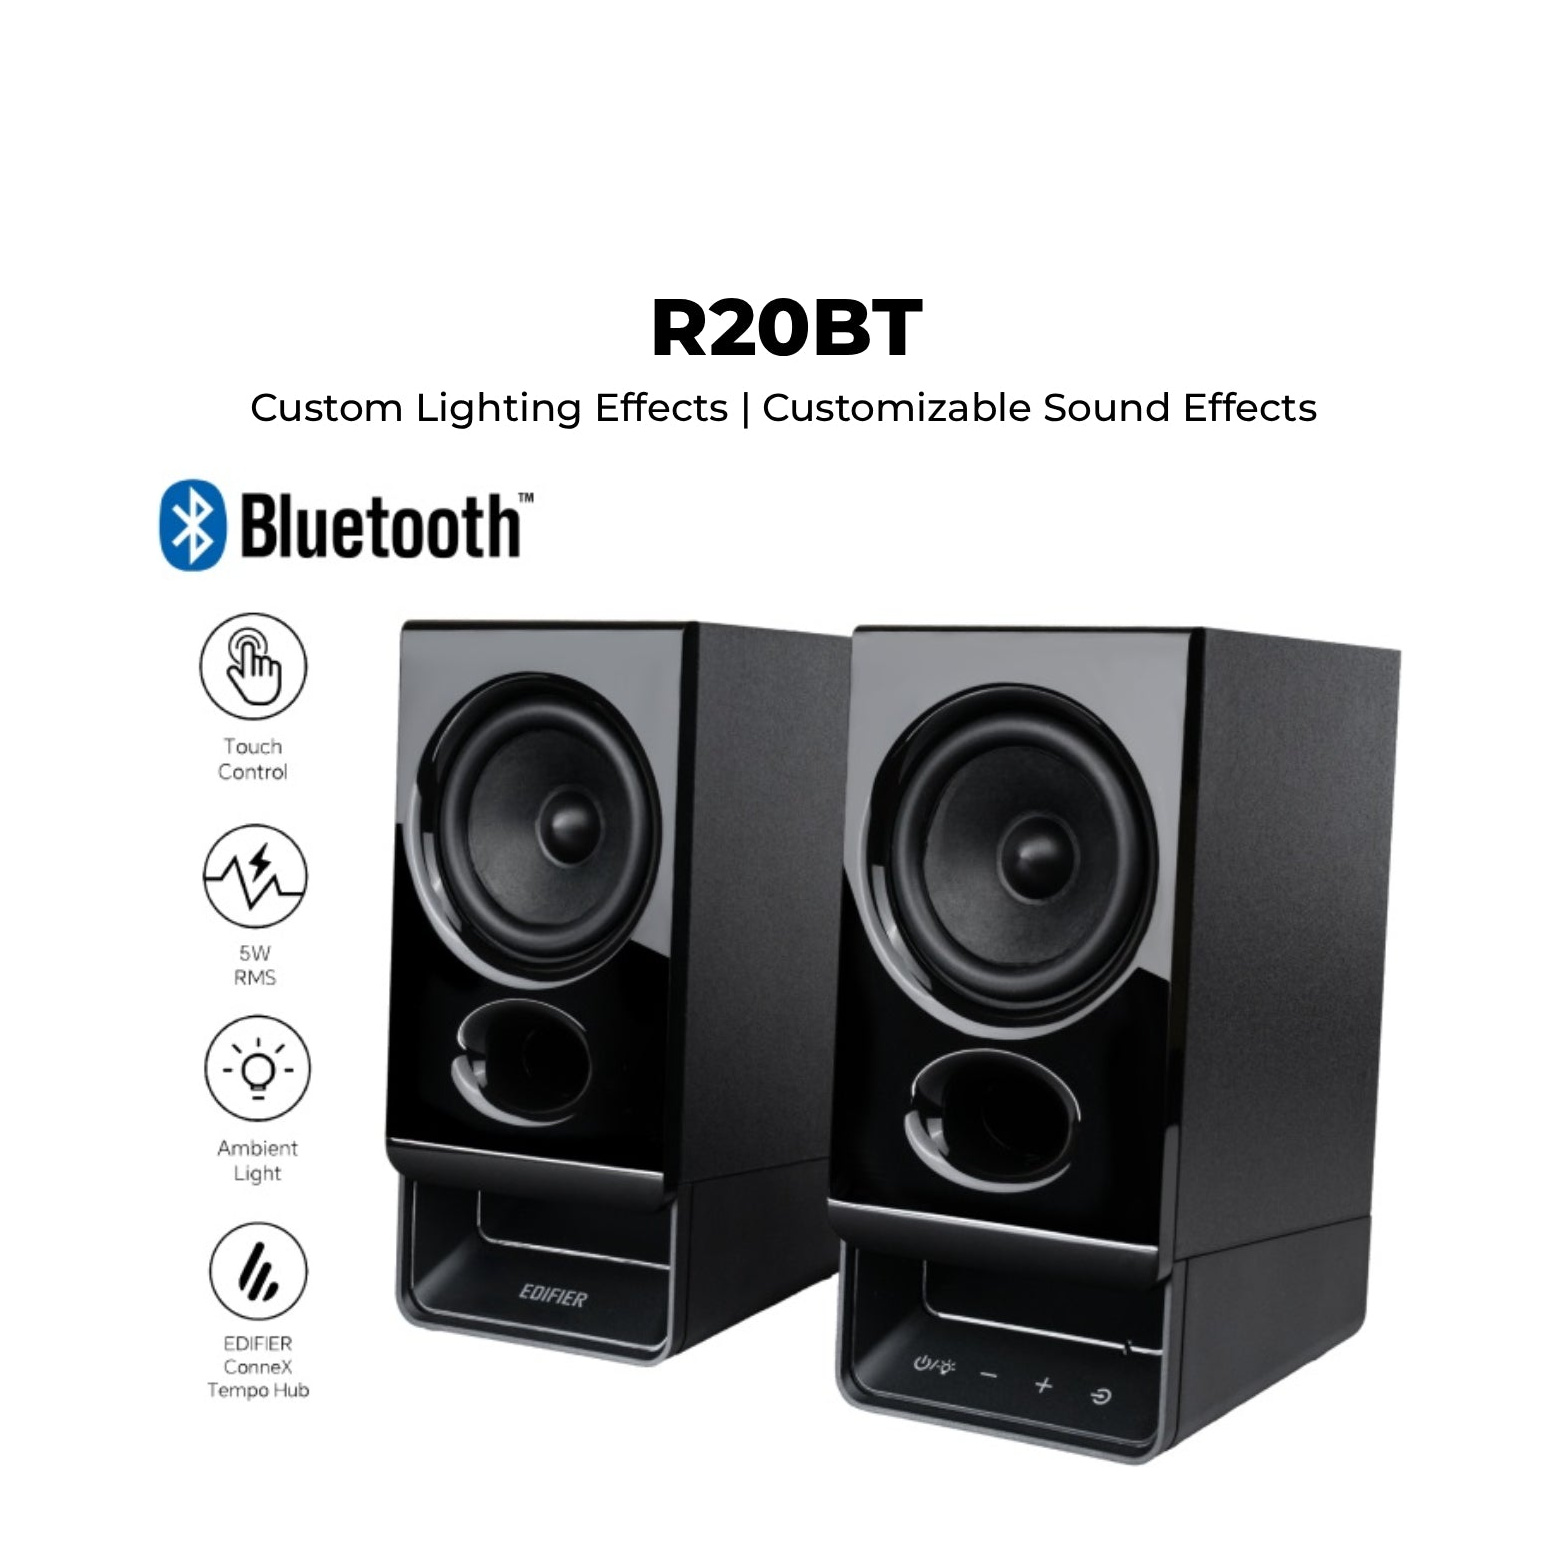 R20BT
Custom Lighting Effects | Customizable Sound Effects
Bluetooth™
Touch
Control
5W
RMS
Ambient
Light
EDIFIER
ConneX
Tempo Hub
EDIFIER